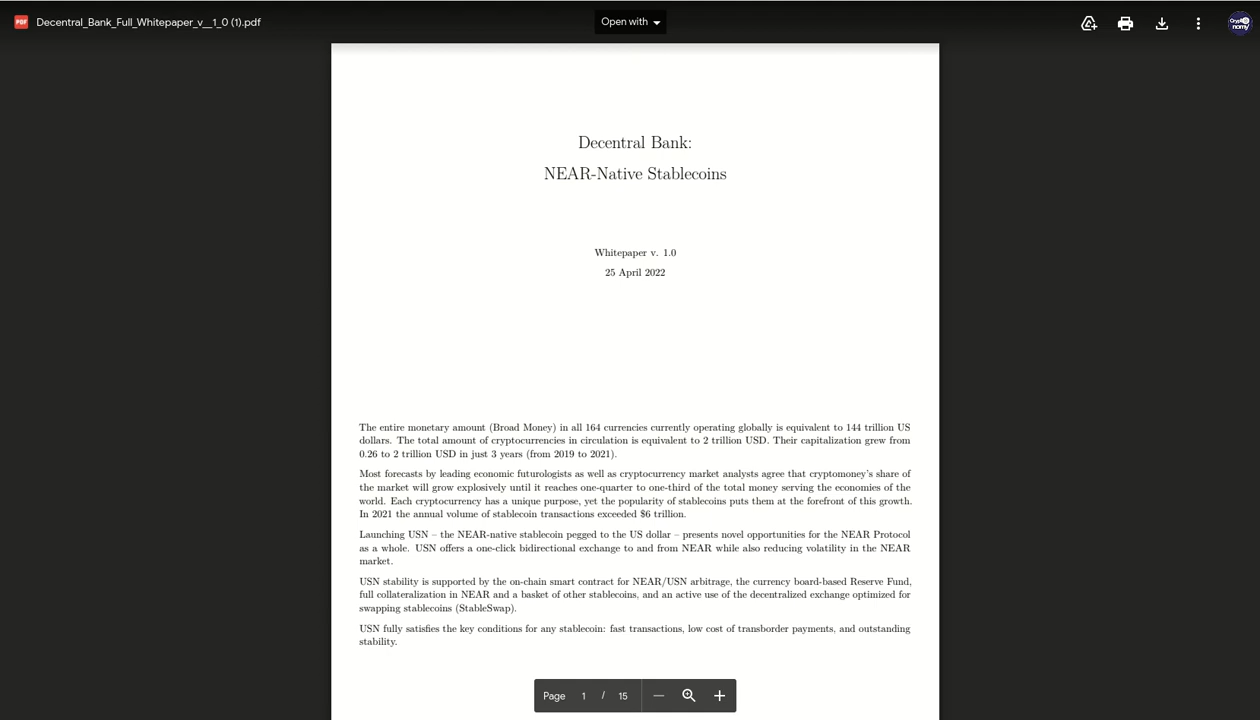 PDF
Decentral_Bank_Full_Whitepaper_v__1_0 (1).pdf
Open with
Crypto
nomy
Decentral Bank:
NEAR-Native Stablecoins
Whitepaper v. 1.0
25 April 2022
The entire monetary amount (Broad Money) in all 164 currencies currently operating globally is equivalent to 144 trillion US
dollars. The total amount of cryptocurrencies in circulation is equivalent to 2 trillion USD. Their capitalization grew from
0.26 to 2 trillion USD in just 3 years (from 2019 to 2021).
Most forecasts by leading economic futurologists as well as cryptocurrency market analysts agree that cryptomoney's share of
the market will grow explosively until it reaches one-quarter to one-third of the total money serving the economies of the
world. Each cryptocurrency has a unique purpose, yet the popularity of stablecoins puts them at the forefront of this growth.
In 2021 the annual volume of stablecoin transactions exceeded $6 trillion.
Launching USN – the NEAR-native stablecoin pegged to the US dollar – presents novel opportunities for the NEAR Protocol
as a whole. USN offers a one-click bidirectional exchange to and from NEAR while also reducing volatility in the NEAR
market.
USN stability is supported by the on-chain smart contract for NEAR/USN arbitrage, the currency board-based Reserve Fund,
full collateralization in NEAR and a basket of other stablecoins, and an active use of the decentralized exchange optimized for
swapping stablecoins (StableSwap).
USN fully satisfies the key conditions for any stablecoin: fast transactions, low cost of transborder payments, and outstanding
stability.
Page 1 / 15